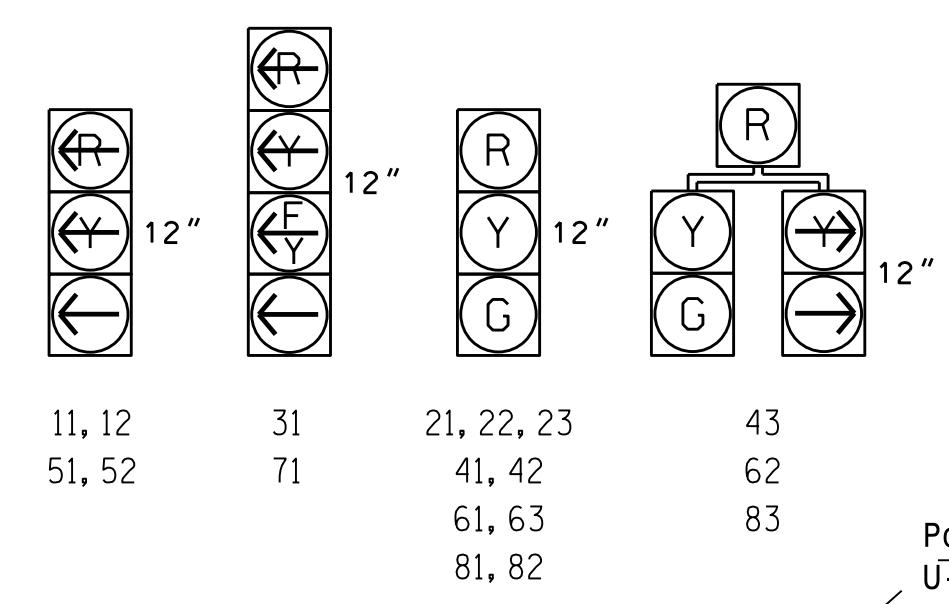 R
Y
12"
R
Y
F
Y
12"
R
Y
G
12"
R
Y
G
Y
12"
11, 12
51, 52
31
71
21, 22, 23
41, 42
61, 63
81, 82
43
62
83